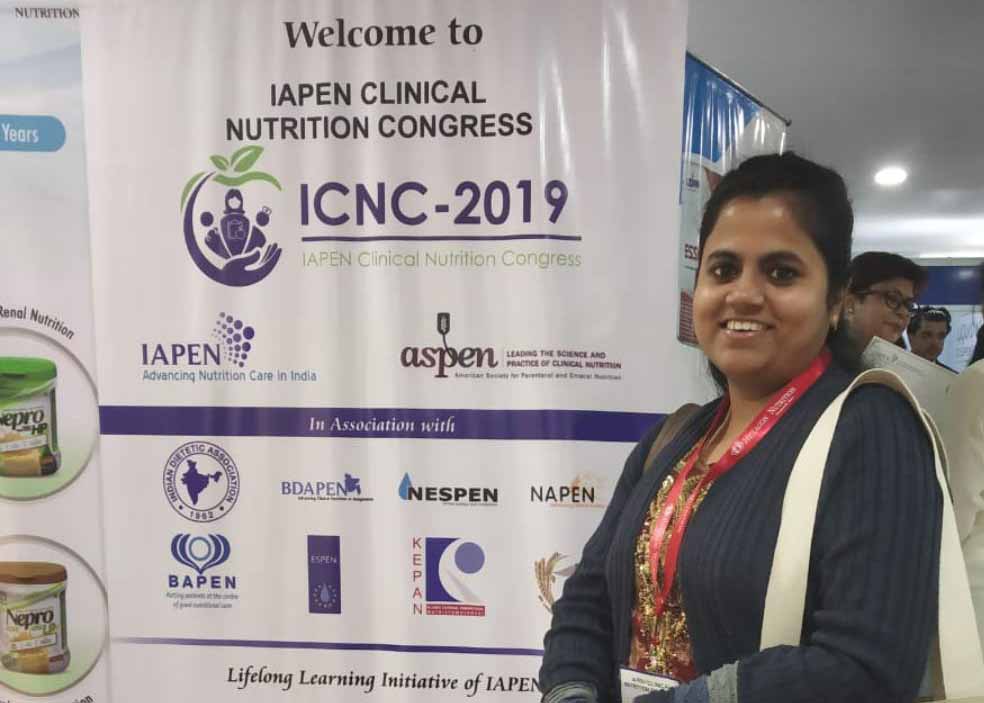 NUTRITION
Years
Renal Nutrition
Nepro
HP
Nepro
LP
Welcome to
IAPEN CLINICAL
NUTRITION CONGRESS
ICNC-2019
IAPEN Clinical Nutrition Congress
IAPEN
Advancing Nutrition Care in India
aspen
LEADING THE SCIENCE AND
PRACTICE OF CLINICAL NUTRITION
American Society for Parenteral and Enteral Nutrition
In Association with
INDIAN DIETETIC ASSOCIATION
1962
BDAPEN
NESPEN
NAPEN
BAPEN
Putting patients at the centre
of good nutritional care
ESPEN
KEPAN
Lifelong Learning Initiative of IAPEN
NUTRITION